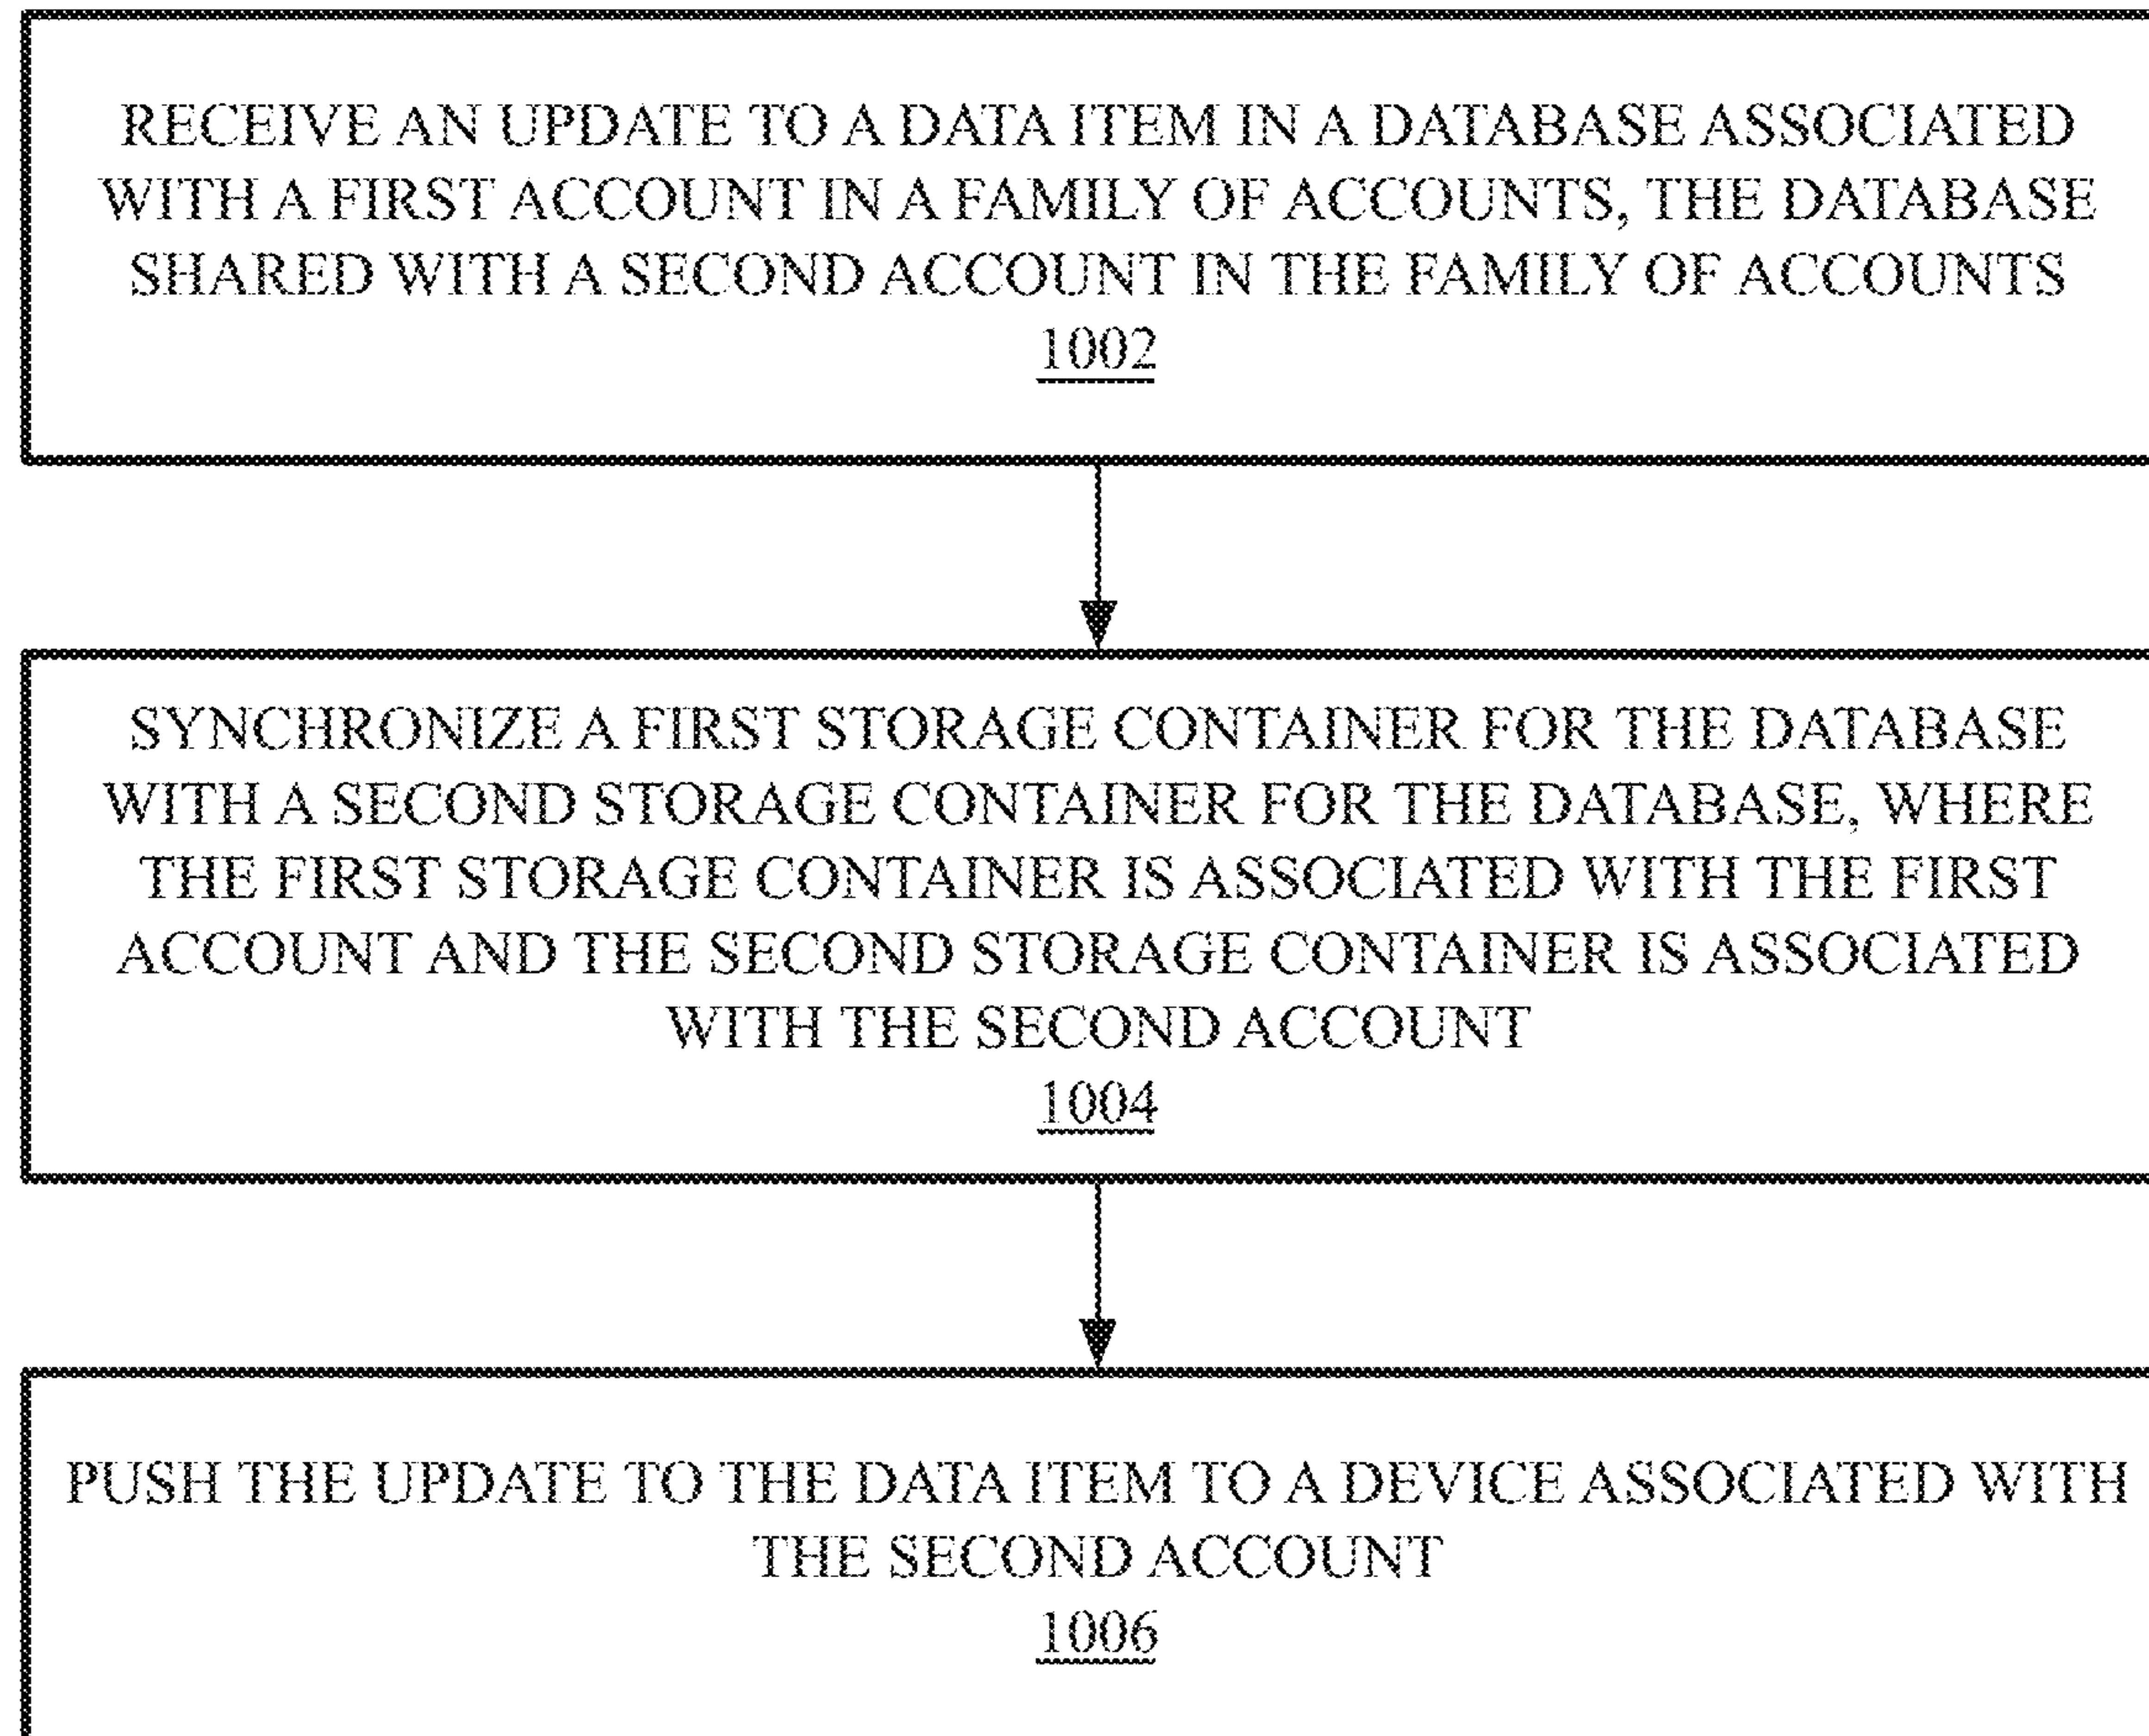 RECEIVE AN UPDATE TO A DATA ITEM IN A DATABASE ASSOCIATED
WITH A FIRST ACCOUNT IN A FAMILY OF ACCOUNTS, THE DATABASE
SHARED WITH A SECOND ACCOUNT IN THE FAMILY OF ACCOUNTS
1002
SYNCHRONIZE A FIRST STORAGE CONTAINER FOR THE DATABASE
WITH A SECOND STORAGE CONTAINER FOR THE DATABASE, WHERE
THE FIRST STORAGE CONTAINER IS ASSOCIATED WITH THE FIRST
ACCOUNT AND THE SECOND STORAGE CONTAINER IS ASSOCIATED
WITH THE SECOND ACCOUNT
1004
PUSH THE UPDATE TO THE DATA ITEM TO A DEVICE ASSOCIATED WITH
THE SECOND ACCOUNT
1006